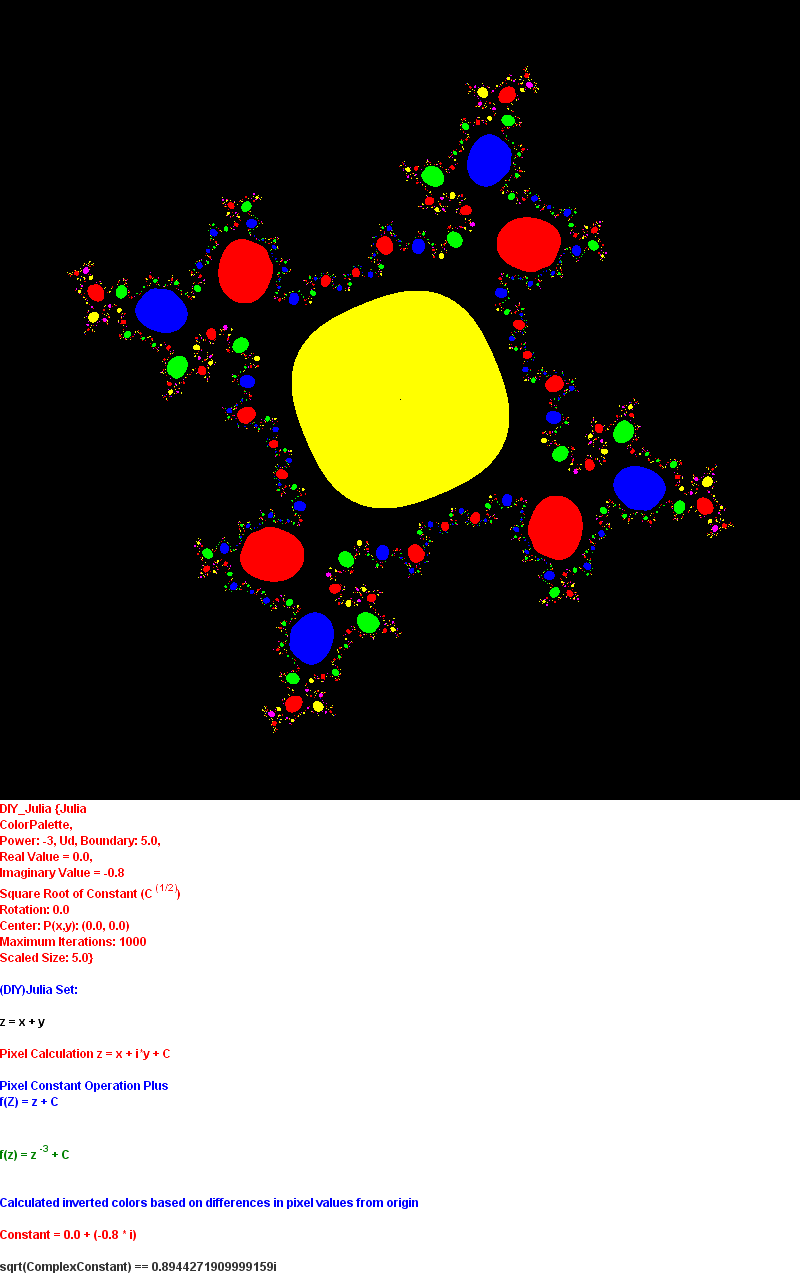 DIY_Julia {Julia
ColorPalette,
Power: -3, Ud, Boundary: 5.0,
Real Value = 0.0,
Imaginary Value = -0.8
Square Root of Constant (C (1/2))
Rotation: 0.0
Center: P(x,y): (0.0, 0.0)
Maximum Iterations: 1000
Scaled Size: 5.0}
(DIY)Julia Set:
z = x + y
Pixel Calculation z = x + i*y + C
Pixel Constant Operation Plus
f(Z) = z + C
f(z) = z -3 + C
Calculated inverted colors based on differences in pixel values from origin
Constant = 0.0 + (-0.8 * i)
sqrt(ComplexConstant) == 0.8944271909999159i